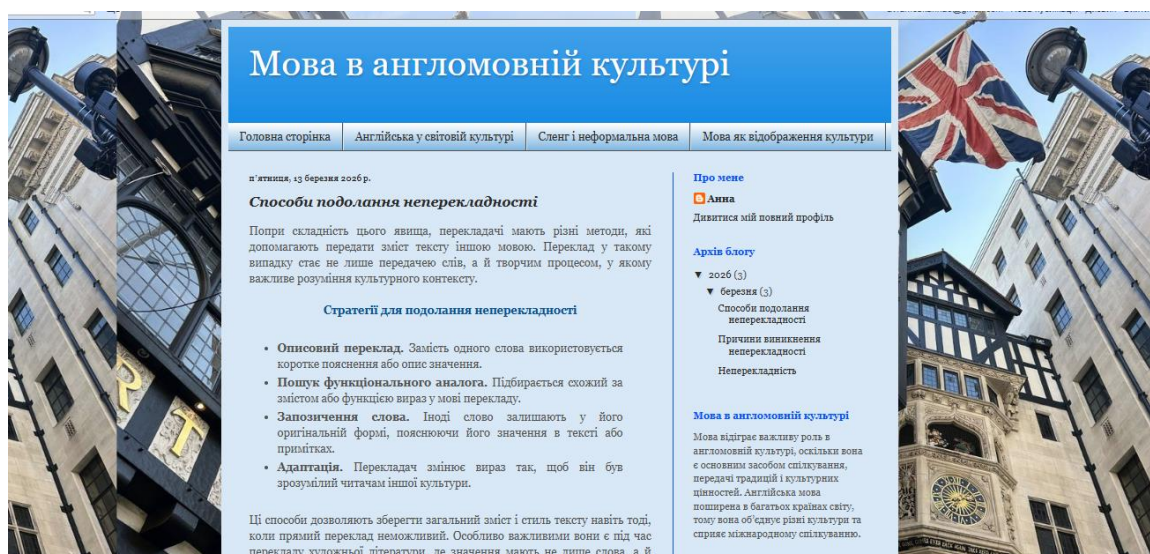 Мова в англомовній культурі
Головна сторінка
Англійська у світовій культурі
Сленг і неформальна мова
Мова як відображення культури
п'ятниця, 13 березня 2026 р.
Способи подолання неперекладності
Попри складність цього явища, перекладачі мають різні методи, які
допомагають передати зміст тексту іншою мовою. Переклад у такому
випадку стає не лише передачею слів, а й творчим процесом, у якому
важливе розуміння культурного контексту.
Стратегії для подолання неперекладності
• Описовий переклад. Замість одного слова використовується
коротке пояснення або опис значення.
• Пошук функціонального аналога. Підбирається схожий за
змістом або функцією вираз у мові перекладу.
• Запозичення слова. Іноді слово залишають у його
оригінальній формі, пояснюючи його значення в тексті або
примітках.
• Адаптація. Перекладач змінює вираз так, щоб він був
зрозумілий читачам іншої культури.
Ці способи дозволяють зберегти загальний зміст і стиль тексту навіть тоді,
коли прямий переклад неможливий. Особливо важливими вони є під час
перекладу художньої літератури, де значення мають не лише слова, а й
Про мене
Анна
Дивитися мій повний профіль
Архів блогу
▼ 2026 (3)
▼ березня (3)
Способи подолання
неперекладності
Причини виникнення
неперекладності
Неперекладність
Мова в англомовній культурі
Мова відіграє важливу роль в
англомовній культурі, оскільки вона
є основним засобом спілкування,
передачі традицій і культурних
цінностей. Англійська мова
поширена в багатьох країнах світу,
тому вона об'єднує різні культури та
сприяє міжнародному спілкуванню.
R
T